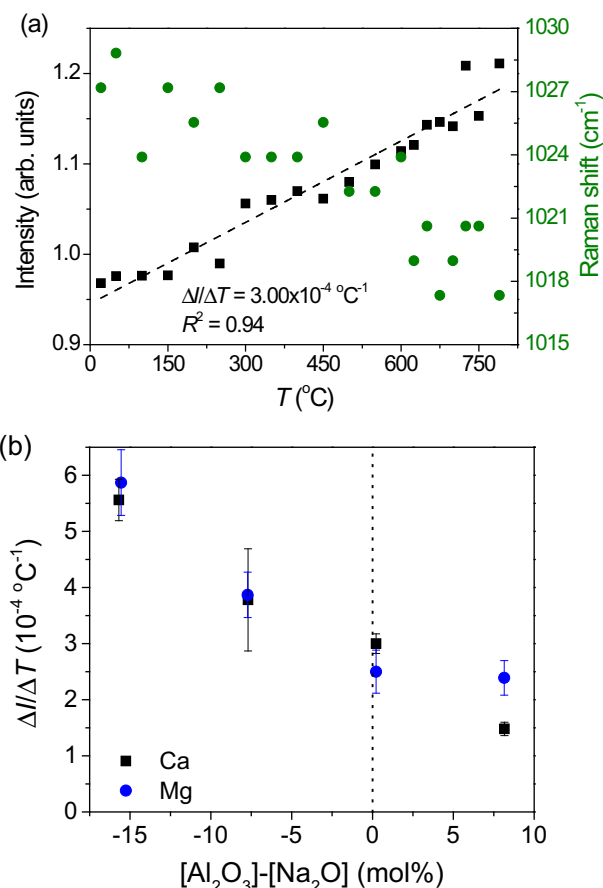 (a)
1030
1.2
1027
1.1
1024
1021
1.0
1018
0.9
1015
Intensity (arb. units)
Raman shift (cm⁻¹)
ΔI/ΔT = 3.00x10⁻⁴ °C⁻¹
R² = 0.94
0 150 300 450 600 750
T (°C)
(b)
6
5
4
3
2
1
0
ΔI/ΔT (10⁻⁴ °C⁻¹)
Ca
Mg
-15 -10 -5 0 5 10
[Al₂O₃]-[Na₂O] (mol%)